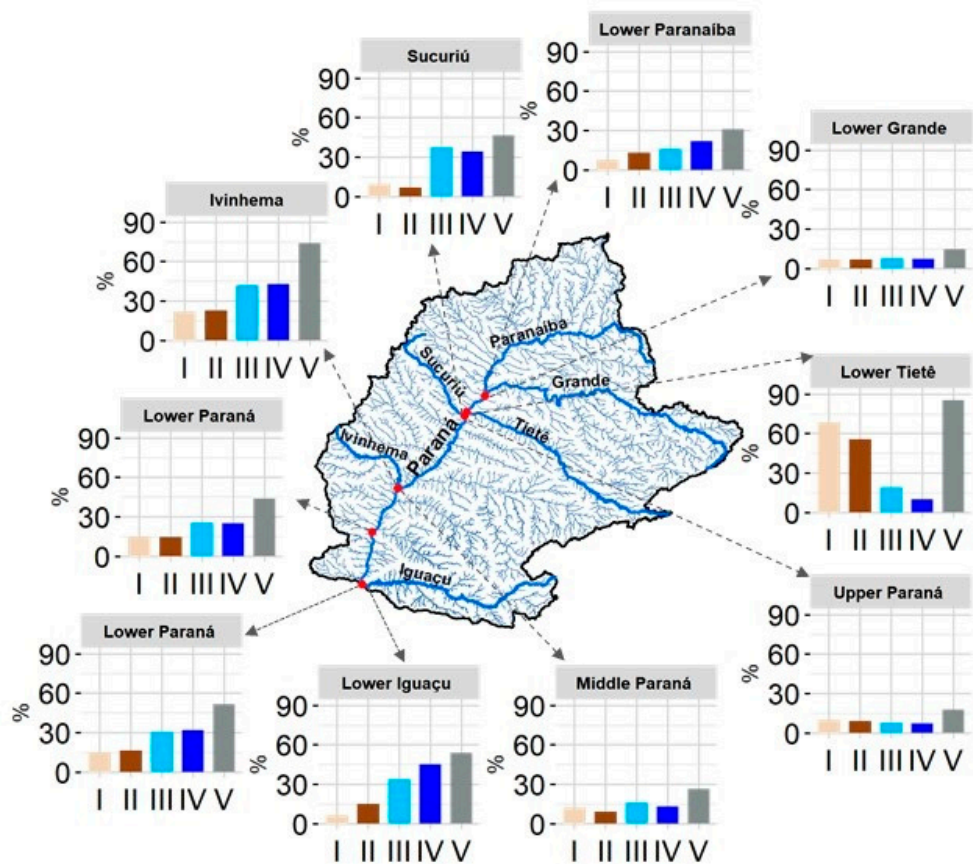 Lower Paranaíba
90
60
30
0
%
I II III IV V
Sucuriú
90
60
30
0
%
I II III IV V
Lower Grande
90
60
30
0
%
I II III IV V
Ivinhema
90
60
30
0
%
I II III IV V
Lower Tietê
90
60
30
0
%
I II III IV V
Lower Paraná
90
60
30
0
%
I II III IV V
Upper Paraná
90
60
30
0
%
I II III IV V
Lower Paraná
90
60
30
0
%
I II III IV V
Lower Iguaçu
90
60
30
0
%
I II III IV V
Middle Paraná
90
60
30
0
%
I II III IV V
Paranaíba
Sucuriú
Grande
Tietê
Paraná
Ivinhema
Iguaçu